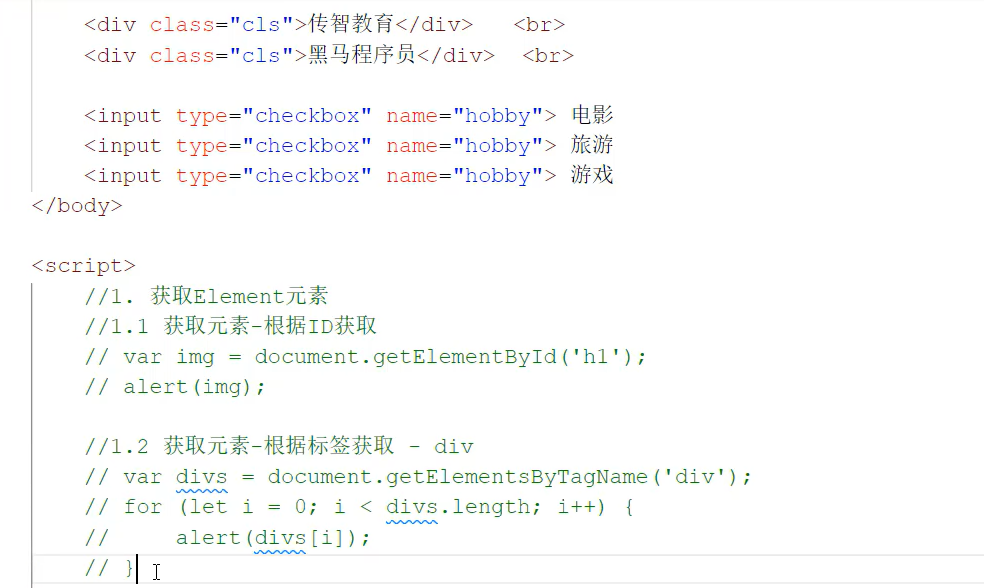 <div class="cls">传智教育</div>   <br>
<div class="cls">黑马程序员</div>  <br>
<input type="checkbox" name="hobby"> 电影
<input type="checkbox" name="hobby"> 旅游
<input type="checkbox" name="hobby"> 游戏
</body>
<script>
//1. 获取Element元素
//1.1 获取元素-根据ID获取
// var img = document.getElementById('h1');
// alert(img);
//1.2 获取元素-根据标签获取 - div
// var divs = document.getElementsByTagName('div');
// for (let i = 0; i < divs.length; i++) {
//     alert(divs[i]);
// }